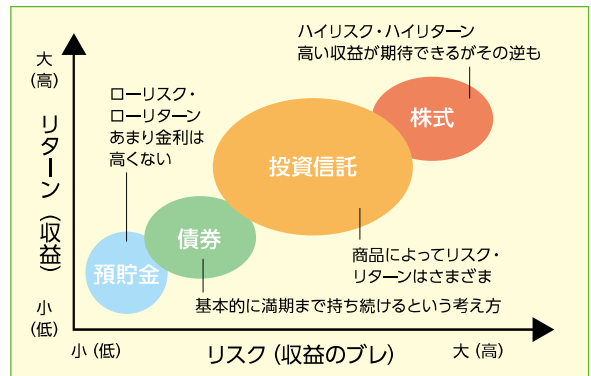 ハイリスク・ハイリターン
高い収益が期待できるがその逆も
大
(高)
ローリスク・
ローリターン
あまり金利は
高くない
株式
リターン(収益)
投資信託
債券
商品によってリスク・
リターンはさまざま
預貯金
基本的に満期まで持ち続けるという考え方
小
(低)
小(低)
リスク(収益のブレ)
大(高)